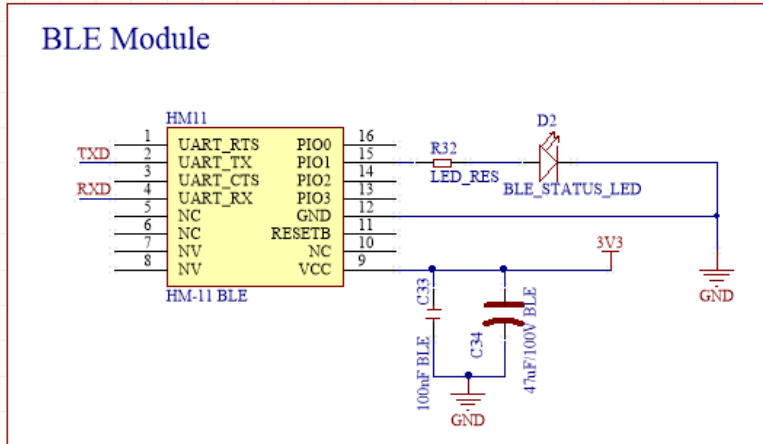 BLE Module
HM11
1 UART_RTS PIO0 16
TXD 2 UART_TX PIO1 15
3 UART_CTS PIO2 14
RXD 4 UART_RX PIO3 13
5 NC GND 12
6 NC RESETB 11
7 NV NC 10
8 NV VCC 9
HM-11 BLE
R32
LED_RES
D2
BLE_STATUS_LED
3V3
GND
C33
100nF BLE
C34
47uF/100V BLE
GND